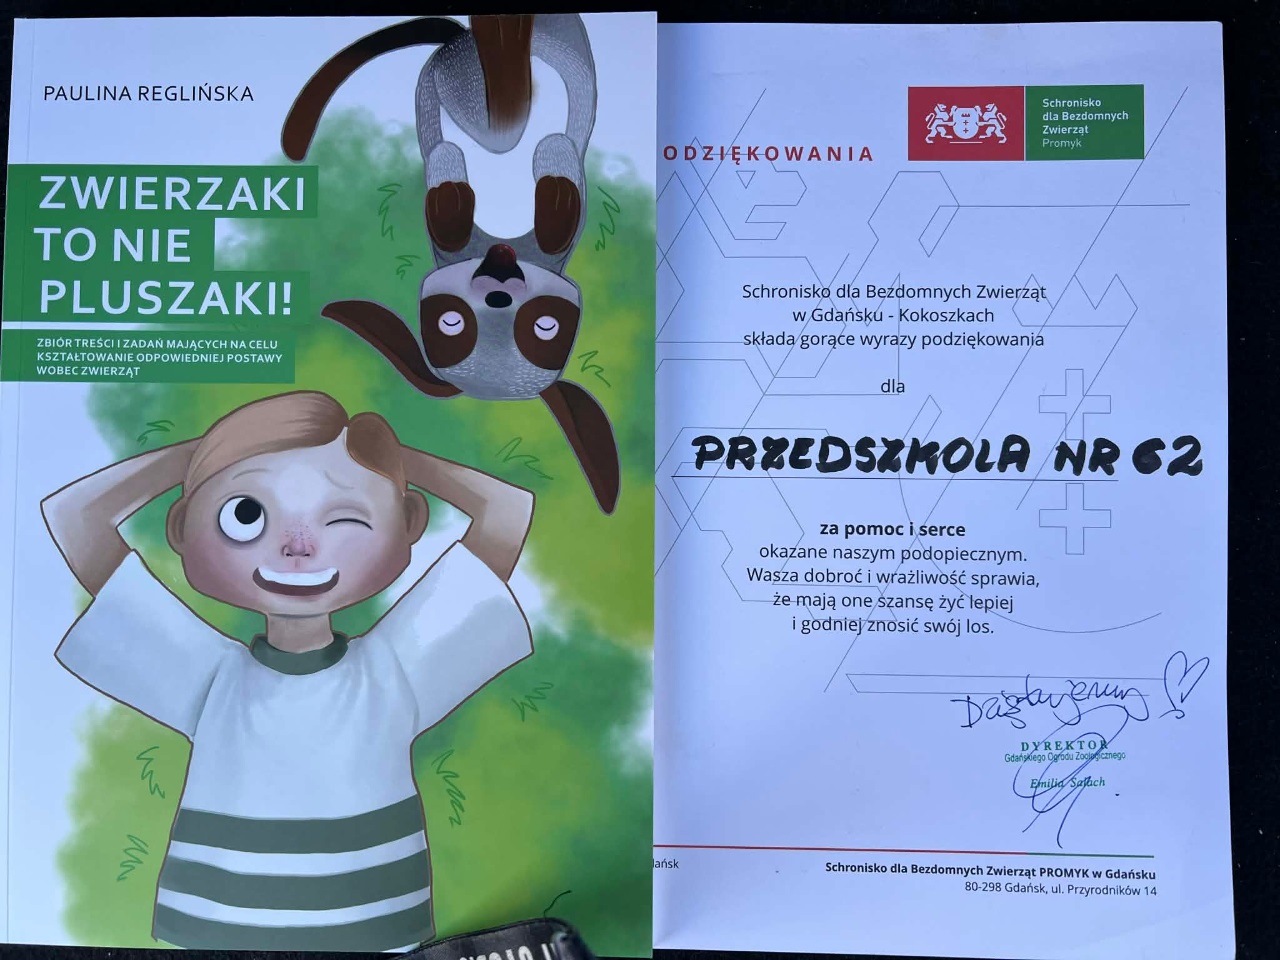 PAULINA REGLIŃSKA
ZWIERZAKI
TO NIE
PLUSZAKI!
ZBIÓR TREŚCI I ZADAŃ MAJĄCYCH NA CELU
KSZTAŁTOWANIE ODPOWIEDNIEJ POSTAWY
WOBEC ZWIERZĄT
ODZIĘKOWANIA
Schronisko
dla Bezdomnych
Zwierząt
Promyk
Schronisko dla Bezdomnych Zwierząt
w Gdańsku - Kokoszkach
składa gorące wyrazy podziękowania
dla
PRZEDSZKOLA NR 62
za pomoc i serce
okazane naszym podopiecznym.
Wasza dobroć i wrażliwość sprawia,
że mają one szansę żyć lepiej
i godniej znosić swój los.
Dziękujemy
DYREKTOR
Gdańskiego Ogrodu Zoologicznego
Emilia Salach
dańsk
Schronisko dla Bezdomnych Zwierząt PROMYK w Gdańsku
80-298 Gdańsk, ul. Przyrodników 14